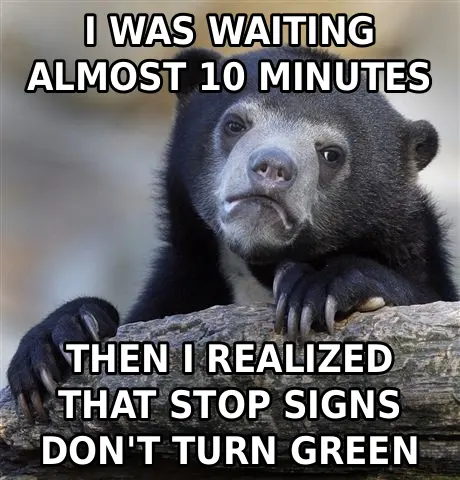 I WAS WAITING
ALMOST 10 MINUTES
THEN I REALIZED
THAT STOP SIGNS
DON'T TURN GREEN